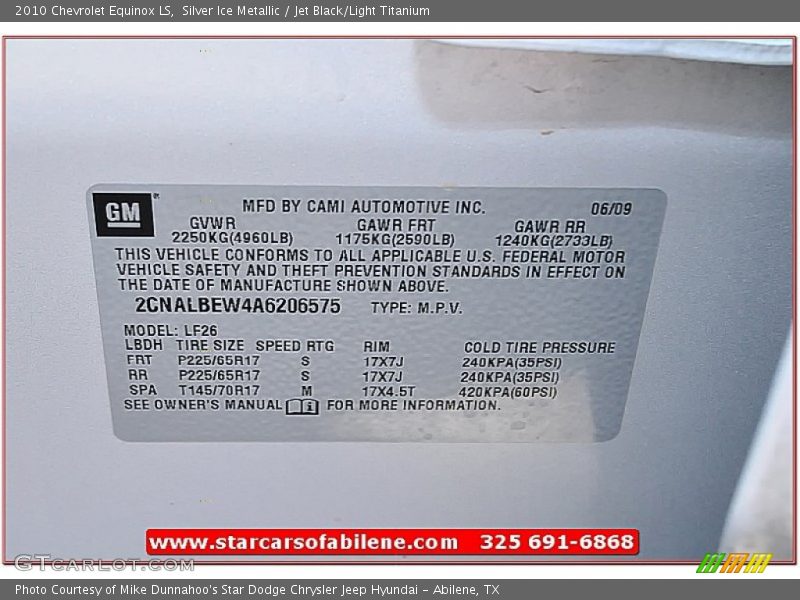 2010 Chevrolet Equinox LS,  Silver Ice Metallic / Jet Black/Light Titanium
GM
MFD BY CAMI AUTOMOTIVE INC. 06/09
GVWR GAWR FRT GAWR RR
2250KG(4960LB) 1175KG(2590LB) 1240KG(2733LB)
THIS VEHICLE CONFORMS TO ALL APPLICABLE U.S. FEDERAL MOTOR
VEHICLE SAFETY AND THEFT PREVENTION STANDARDS IN EFFECT ON
THE DATE OF MANUFACTURE SHOWN ABOVE.
2CNALBEW4A6206575 TYPE: M.P.V.
MODEL: LF26
LBDH TIRE SIZE SPEED RTG RIM COLD TIRE PRESSURE
FRT P225/65R17 S 17X7J 240KPA(35PSI)
RR P225/65R17 S 17X7J 240KPA(35PSI)
SPA T145/70R17 M 17X4.5T 420KPA(60PSI)
SEE OWNER'S MANUAL FOR MORE INFORMATION.
www.starcarsofabilene.com 325 691-6868
GTcarlot.com
Photo Courtesy of Mike Dunnahoo's Star Dodge Chrysler Jeep Hyundai - Abilene, TX